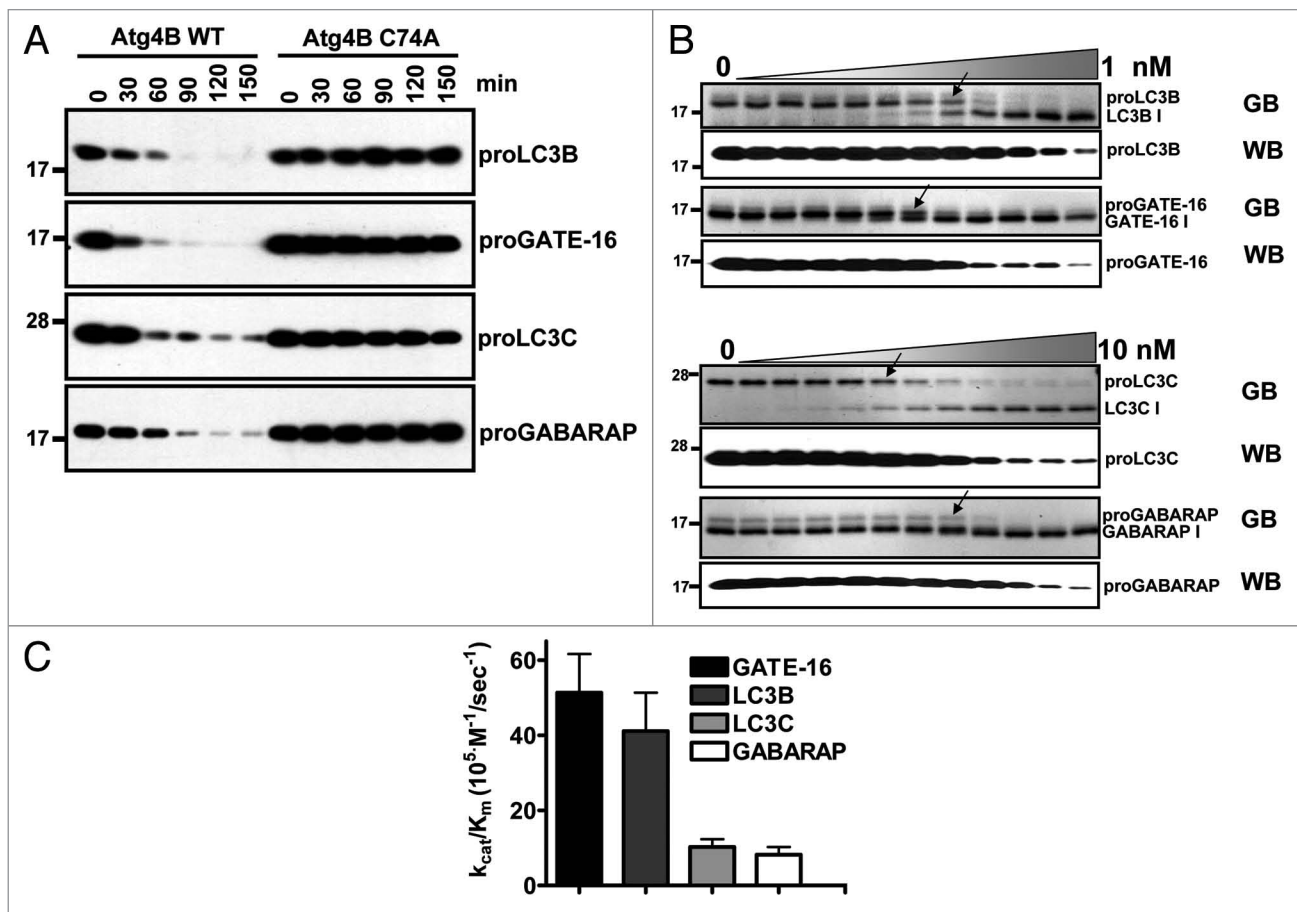 A
Atg4B WT
Atg4B C74A
0 30 60 90 120 150 0 30 60 90 120 150 min
17
proLC3B
17
proGATE-16
28
proLC3C
17
proGABARAP
B
0
1 nM
17
proLC3B
LC3B I
GB
17
proLC3B
WB
17
proGATE-16
GATE-16 I
GB
17
proGATE-16
WB
0
10 nM
28
proLC3C
LC3C I
GB
28
proLC3C
WB
17
proGABARAP
GABARAP I
GB
17
proGABARAP
WB
C
kcat/Km (10⁵·M⁻¹/sec⁻¹)
60
40
20
0
GATE-16
LC3B
LC3C
GABARAP